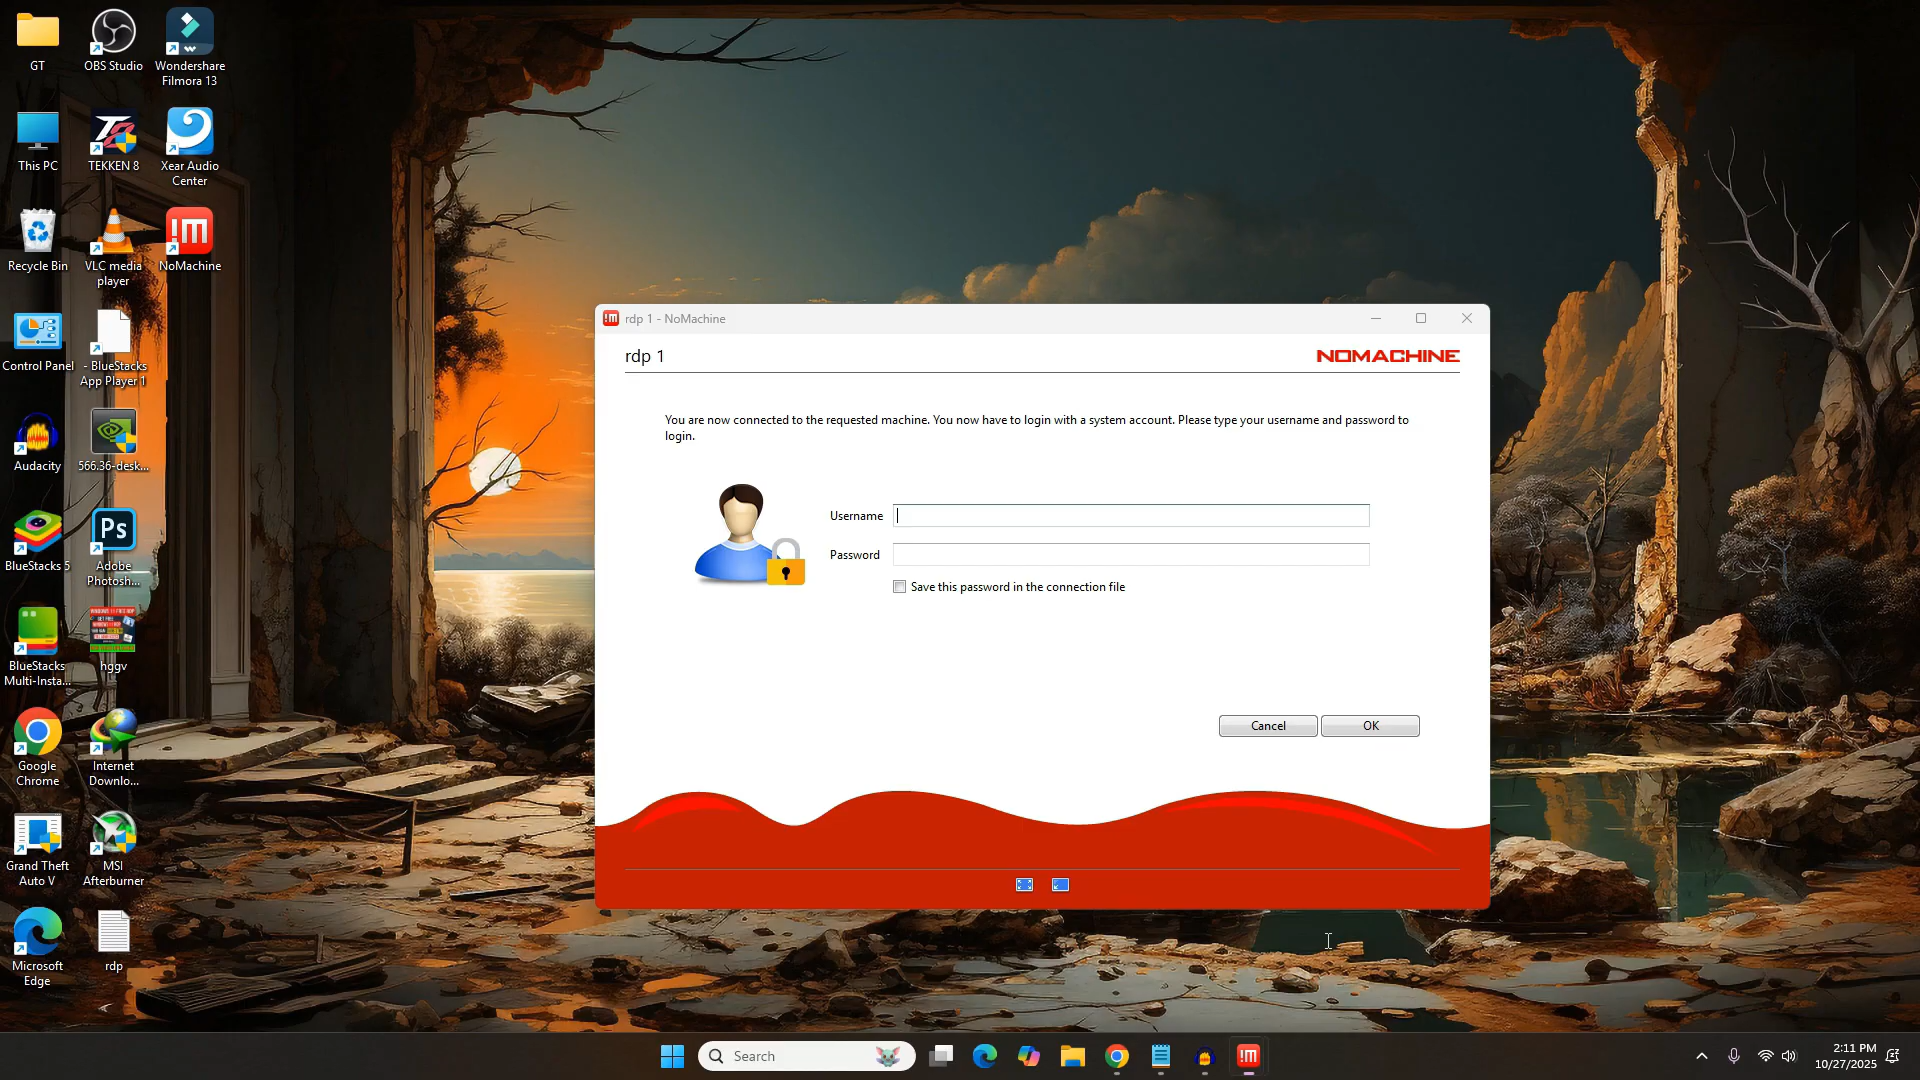 GT
OBS Studio
Wondershare
Filmora 13
This PC
TEKKEN 8
Xear Audio
Center
Recycle Bin
VLC media
player
NoMachine
Control Panel
- BlueStacks
App Player 1
Audacity
566.36-desk...
BlueStacks 5
Ps
Adobe
Photosh...
BlueStacks
Multi-Insta...
hggv
Google
Chrome
Internet
Downlo...
Grand Theft
Auto V
MSI
Afterburner
Microsoft
Edge
rdp
rdp 1 - NoMachine
rdp 1
NOMACHINE
You are now connected to the requested machine. You now have to login with a system account. Please type your username and password to
login.
Username
Password
Save this password in the connection file
Cancel
OK
Search
2:11 PM
10/27/2025